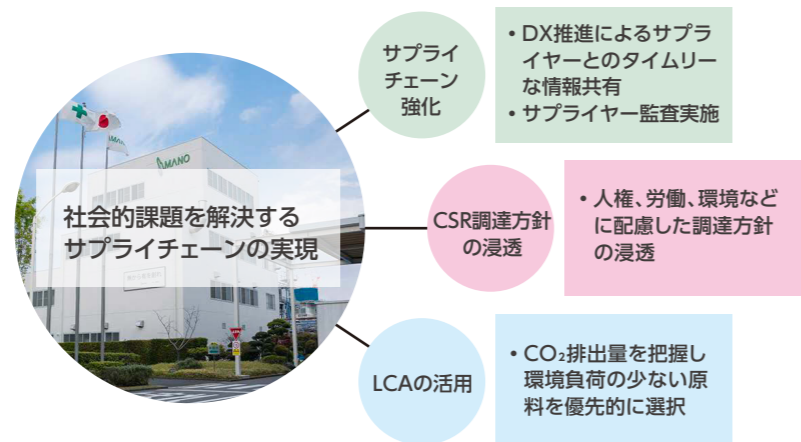 サプライ
チェーン
強化
・DX推進によるサプラ
イヤーとのタイムリー
な情報共有
・サプライヤー監査実施
AMANO
社会的課題を解決する
サプライチェーンの実現
CSR調達方針
の浸透
・人権、労働、環境など
に配慮した調達方針
の浸透
LCAの活用
・CO₂排出量を把握し
環境負荷の少ない原
料を優先的に選択